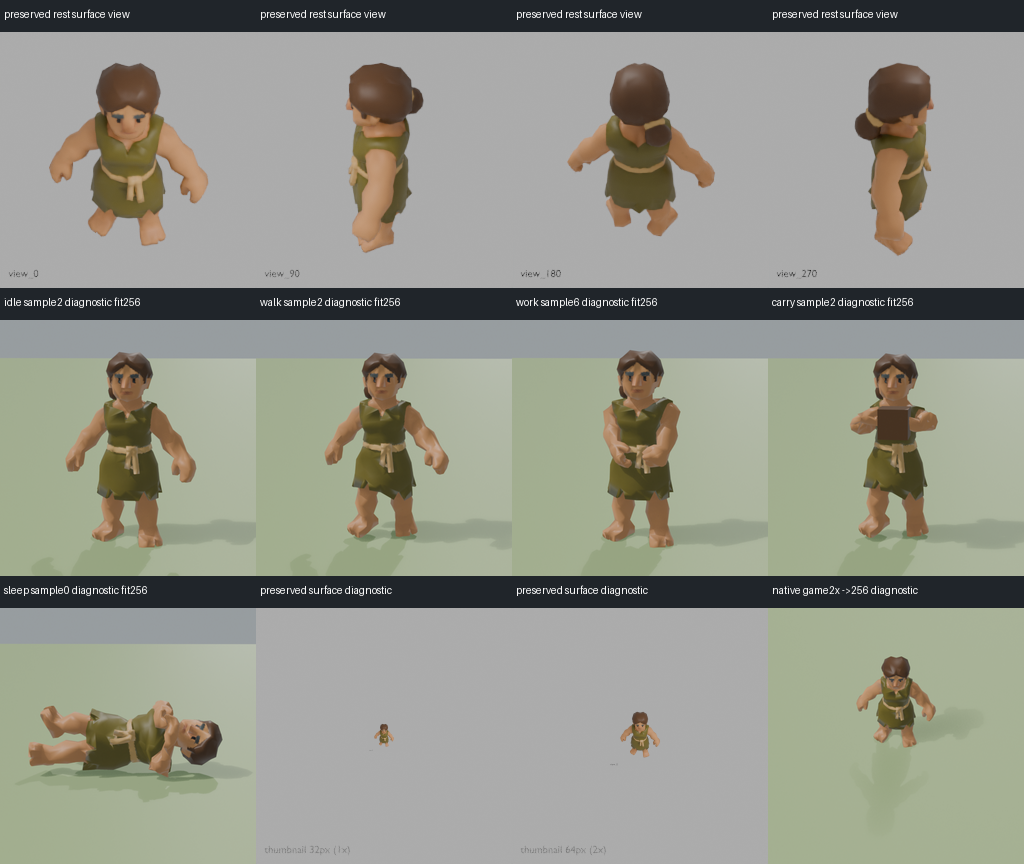 preserved rest surface view
preserved rest surface view
preserved rest surface view
preserved rest surface view
view_0
view_90
view_180
view_270
idle sample2 diagnostic fit256
walk sample2 diagnostic fit256
work sample6 diagnostic fit256
carry sample2 diagnostic fit256
sleep sample0 diagnostic fit256
preserved surface diagnostic
preserved surface diagnostic
native game2x->256 diagnostic
thumbnail 32px (1x)
thumbnail 64px (2x)